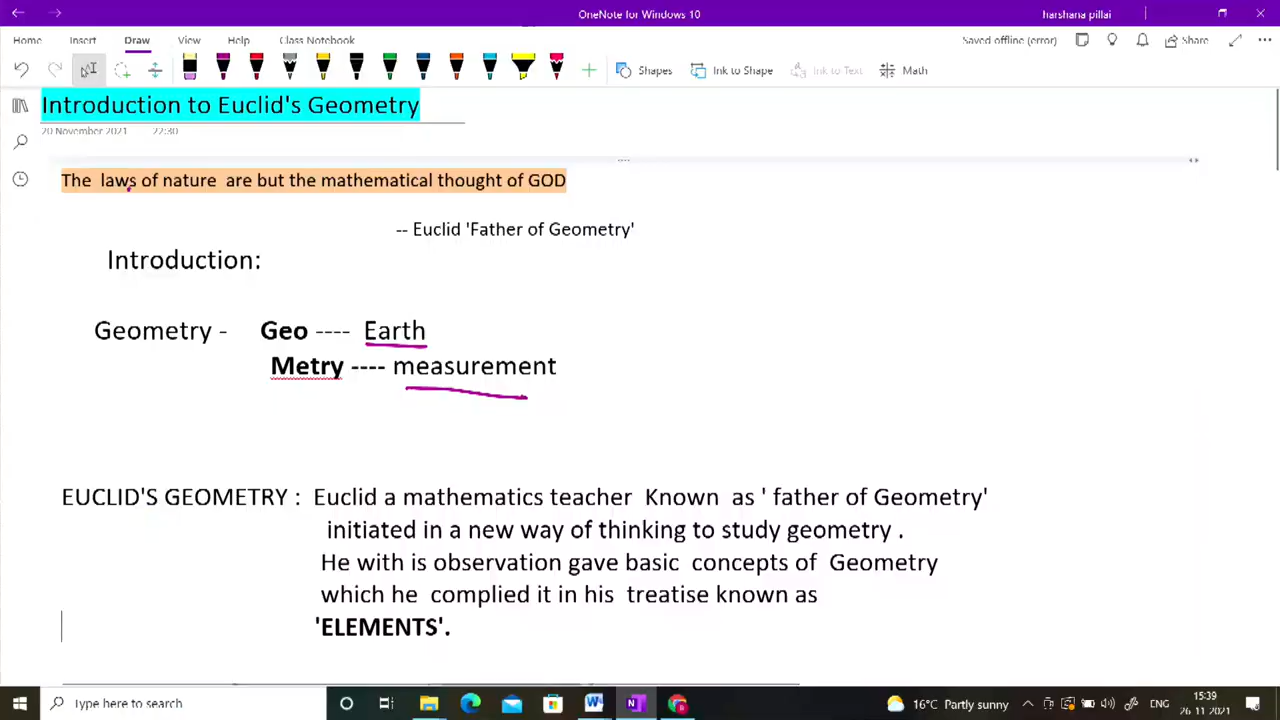 OneNote for Windows 10
harshana pillai
Home Insert Draw View Help Class Notebook
Saved offline (error) Share
Shapes Ink to Shape Ink to Text Math
Introduction to Euclid's Geometry
20 November 2021 22:30
The laws of nature are but the mathematical thought of GOD
-- Euclid 'Father of Geometry'
Introduction:
Geometry - Geo ---- Earth
Metry ---- measurement
EUCLID'S GEOMETRY : Euclid a mathematics teacher Known as ' father of Geometry'
initiated in a new way of thinking to study geometry .
He with is observation gave basic concepts of Geometry
which he complied it in his treatise known as
'ELEMENTS'.
Type here to search
16°C Partly sunny
ENG
15:39
26-11-2021